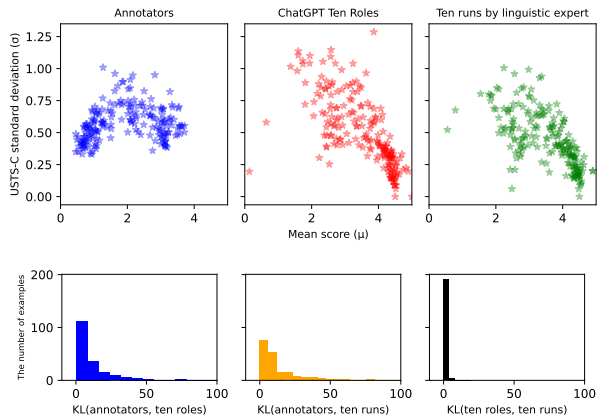 Annotators
ChatGPT Ten Roles
Ten runs by linguistic expert
USTS-C standard deviation (σ)
1.25
1.00
0.75
0.50
0.25
0.00
0 2 4
0 2 4
0 2 4
Mean score (μ)
The number of examples
200
100
0
0 50 100
0 50 100
0 50 100
KL(annotators, ten roles)
KL(annotators, ten runs)
KL(ten roles, ten runs)